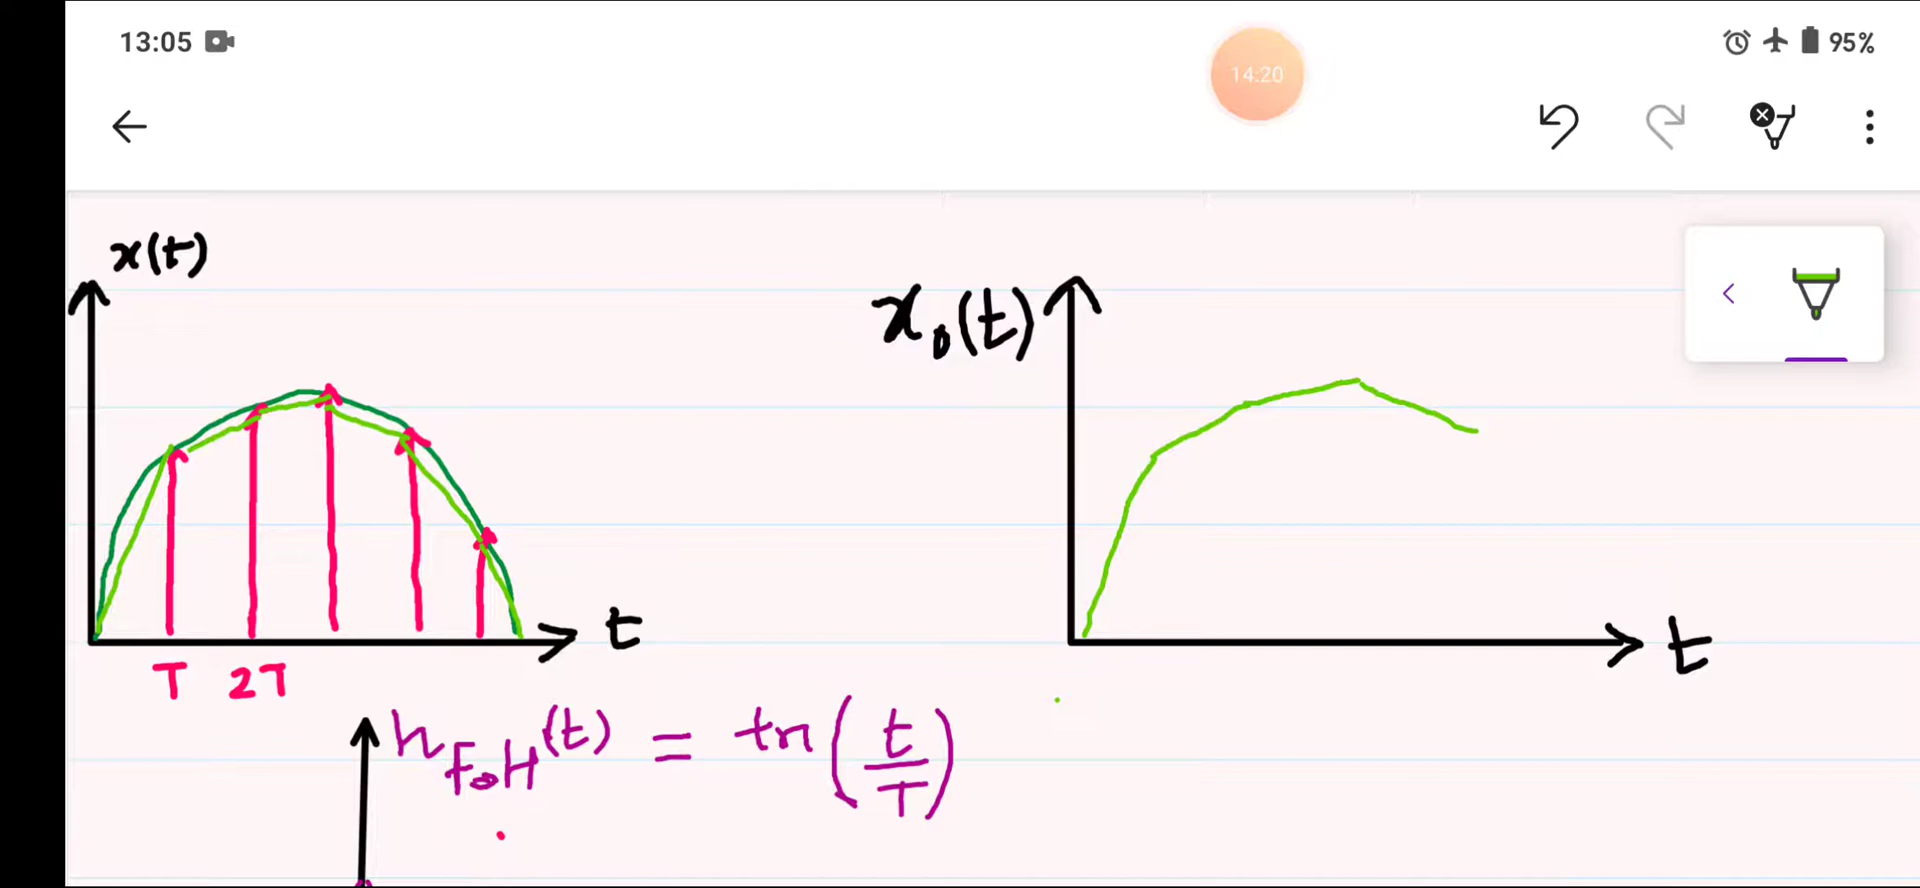 13:05
14:20
95%
x(t)
x₀(t)
t
t
T 2T
h_FOH(t) = tri(t/T)